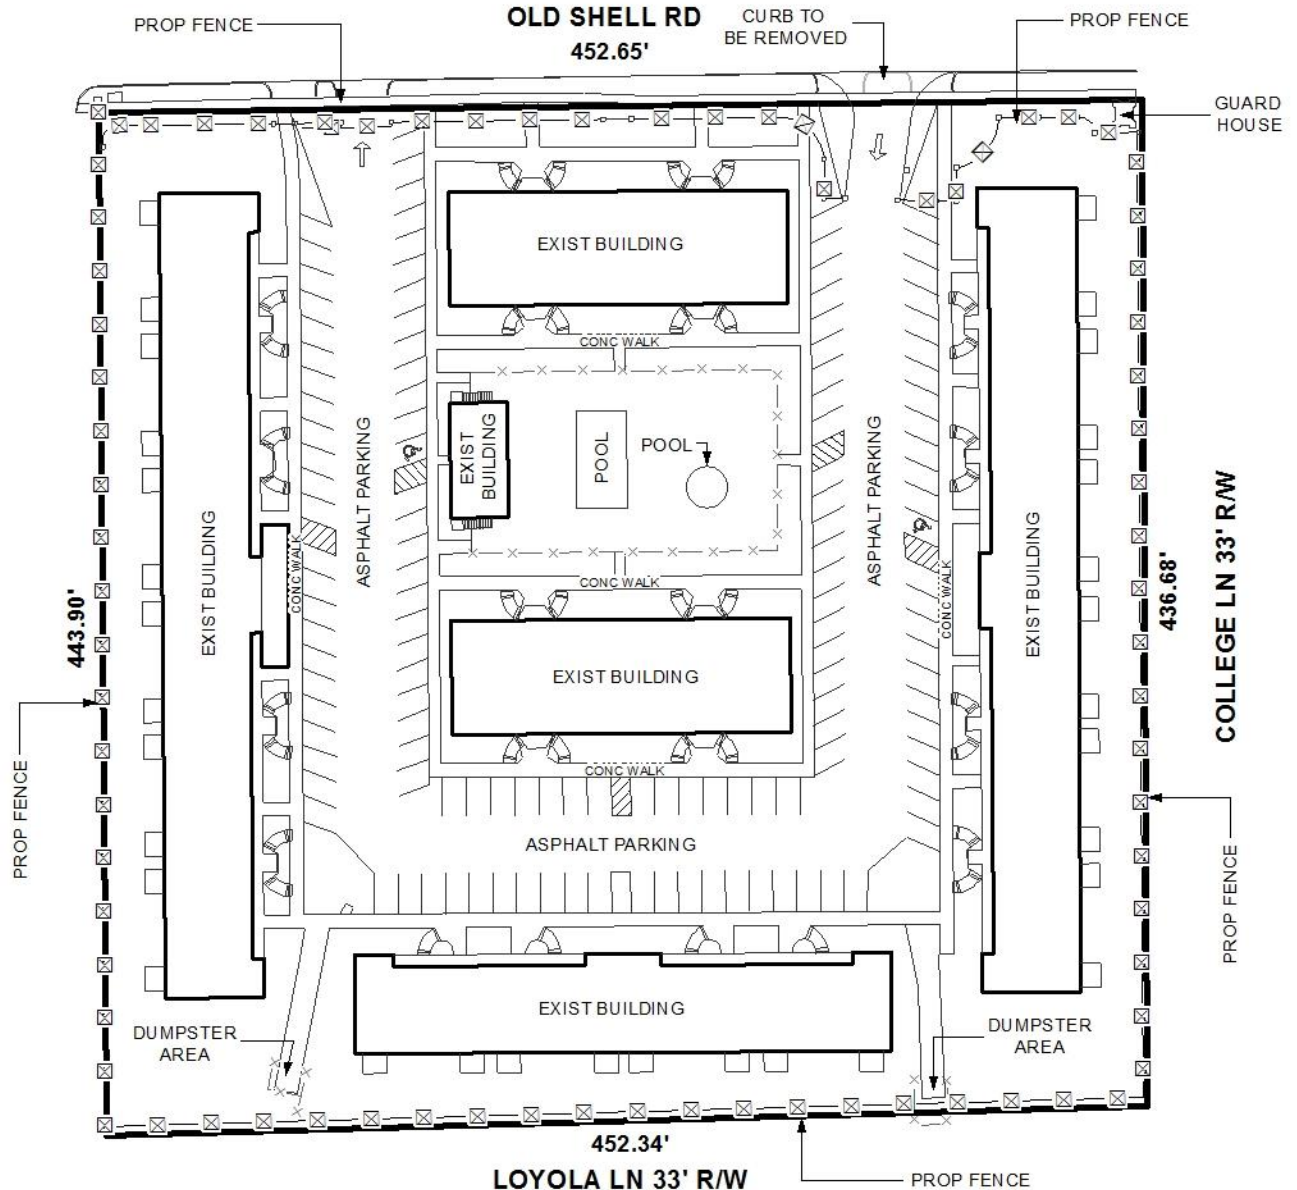 OLD SHELL RD
452.65'
PROP FENCE
CURB TO
BE REMOVED
PROP FENCE
GUARD
HOUSE
EXIST BUILDING
CONC WALK
ASPHALT PARKING
EXIST
BUILDING
POOL
POOL
ASPHALT PARKING
EXIST BUILDING
CONC WALK
CONC WALK
CONC WALK
EXIST BUILDING
443.90'
436.68'
COLLEGE LN 33' R/W
EXIST BUILDING
CONC WALK
PROP FENCE
ASPHALT PARKING
PROP FENCE
EXIST BUILDING
DUMPSTER
AREA
DUMPSTER
AREA
452.34'
LOYOLA LN 33' R/W
PROP FENCE